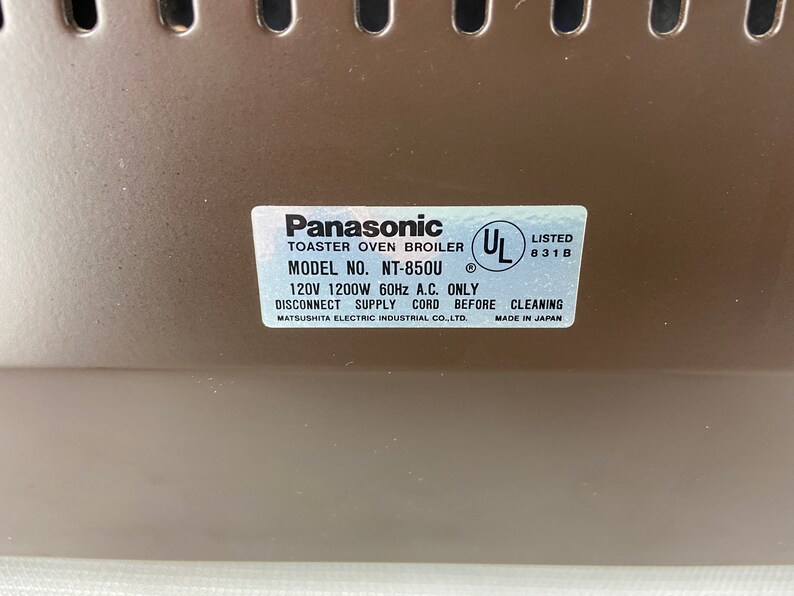 Panasonic
TOASTER OVEN BROILER
MODEL NO. NT-850U
UL
®
LISTED
831B
120V 1200W 60Hz A.C. ONLY
DISCONNECT SUPPLY CORD BEFORE CLEANING
MATSUSHITA ELECTRIC INDUSTRIAL CO.,LTD. MADE IN JAPAN